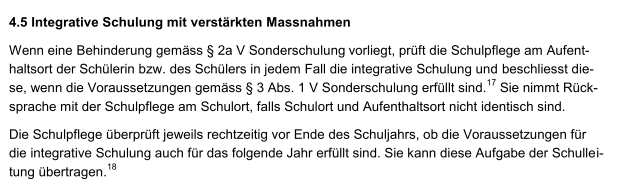 4.5 Integrative Schulung mit verstärkten Massnahmen
Wenn eine Behinderung gemäss § 2a V Sonderschulung vorliegt, prüft die Schulpflege am Aufent-
haltsort der Schülerin bzw. des Schülers in jedem Fall die integrative Schulung und beschliesst die-
se, wenn die Voraussetzungen gemäss § 3 Abs. 1 V Sonderschulung erfüllt sind.17 Sie nimmt Rück-
sprache mit der Schulpflege am Schulort, falls Schulort und Aufenthaltsort nicht identisch sind.
Die Schulpflege überprüft jeweils rechtzeitig vor Ende des Schuljahrs, ob die Voraussetzungen für
die integrative Schulung auch für das folgende Jahr erfüllt sind. Sie kann diese Aufgabe der Schullei-
tung übertragen.18